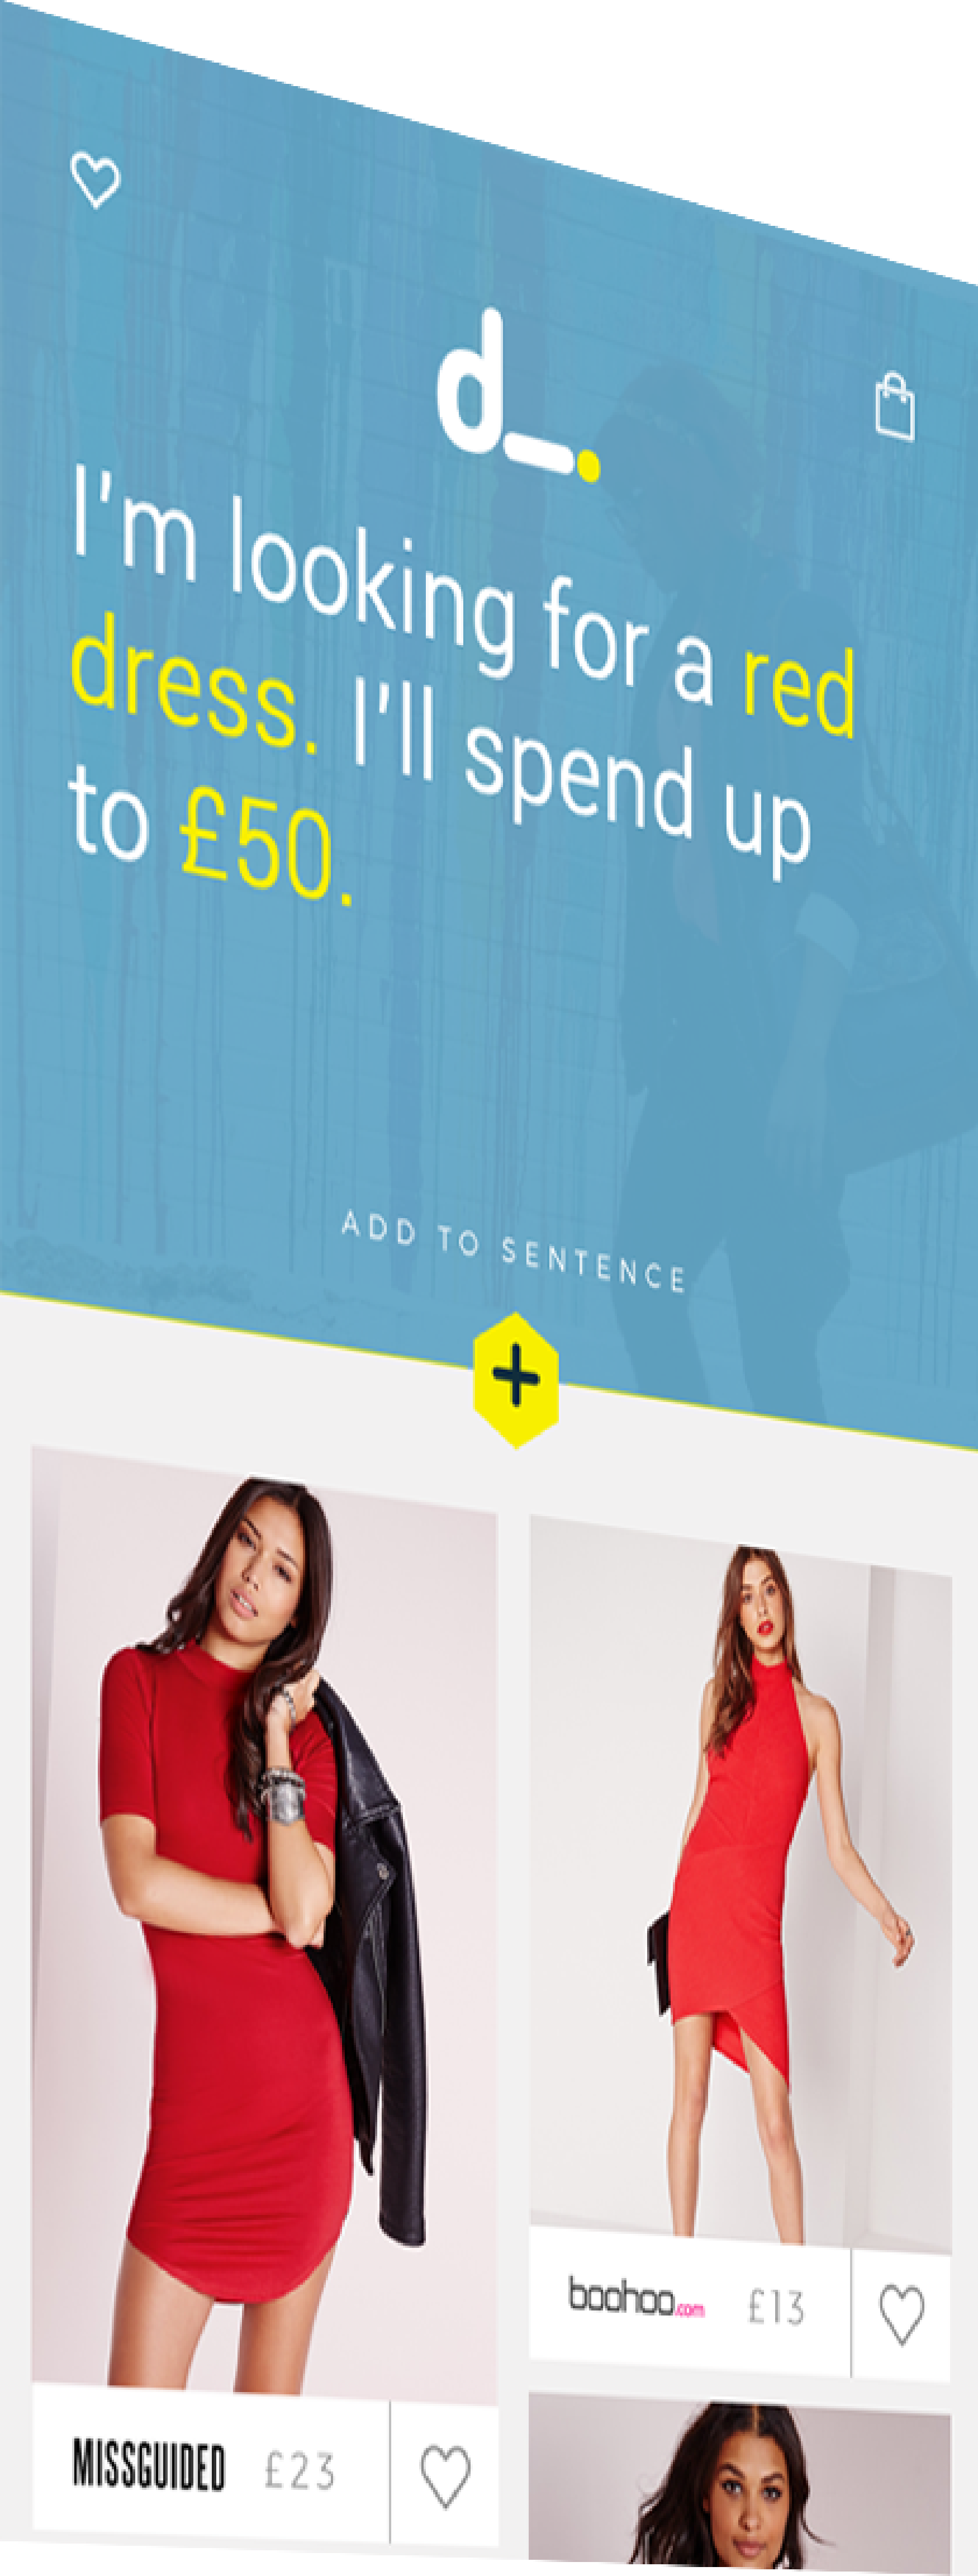 d_.
I'm looking for a red
dress. I'll spend up
to £50.
ADD TO SENTENCE
+
boohoo.com £13
MISSGUIDED £23